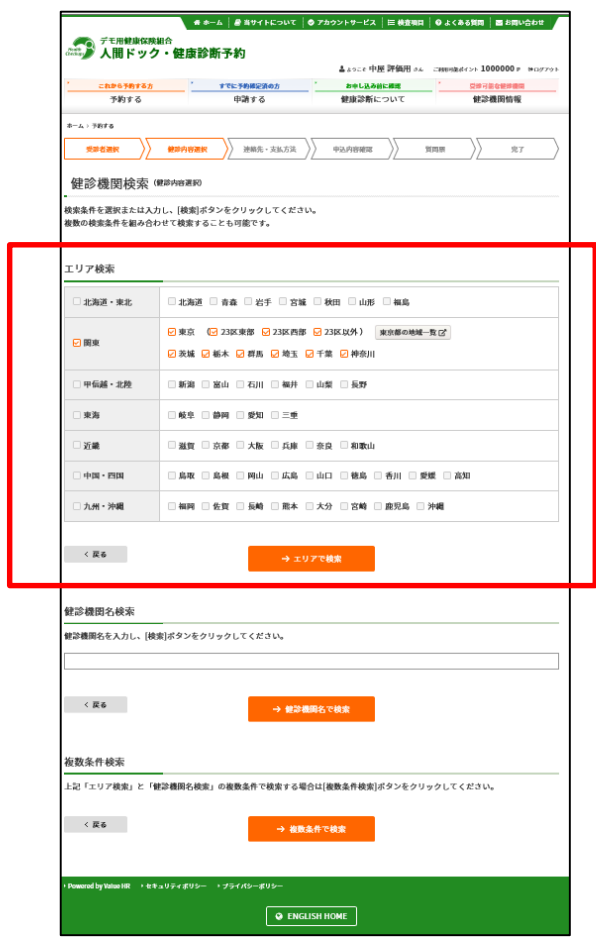 ホーム 当サイトについて アカウントサービス 検査項目 よくある質問 お問い合わせ
デモ用健康保険組合
人間ドック・健康診断予約
ようこそ 中屋 評価用 さん ご利用可能ポイント 1000000 P ログアウト
これから予約する方 すでに予約確定済の方 お申し込み前に確認 受診可能な健診機関
予約する 申請する 健康診断について 健診機関情報
ホーム > 予約する
受診者選択 健診内容選択 連絡先・支払方法 申込内容確認 質問票 完了
健診機関検索 (健診内容選択)
検索条件を選択または入力し、[検索]ボタンをクリックしてください。
複数の検索条件を組み合わせて検索することも可能です。
エリア検索
北海道・東北 北海道 青森 岩手 宮城 秋田 山形 福島
関東 東京 ( 23区東部 23区西部 23区以外 ) 東京都の地域一覧
茨城 栃木 群馬 埼玉 千葉 神奈川
甲信越・北陸 新潟 富山 石川 福井 山梨 長野
東海 岐阜 静岡 愛知 三重
近畿 滋賀 京都 大阪 兵庫 奈良 和歌山
中国・四国 鳥取 島根 岡山 広島 山口 徳島 香川 愛媛 高知
九州・沖縄 福岡 佐賀 長崎 熊本 大分 宮崎 鹿児島 沖縄
< 戻る → エリアで検索
健診機関名検索
健診機関名を入力し、[検索]ボタンをクリックしてください。
< 戻る → 健診機関名で検索
複数条件検索
上記「エリア検索」と「健診機関名検索」の複数条件で検索する場合は[複数条件検索]ボタンをクリックしてください。
< 戻る → 複数条件で検索
Powered by Value HR セキュリティポリシー プライバシーポリシー
ENGLISH HOME